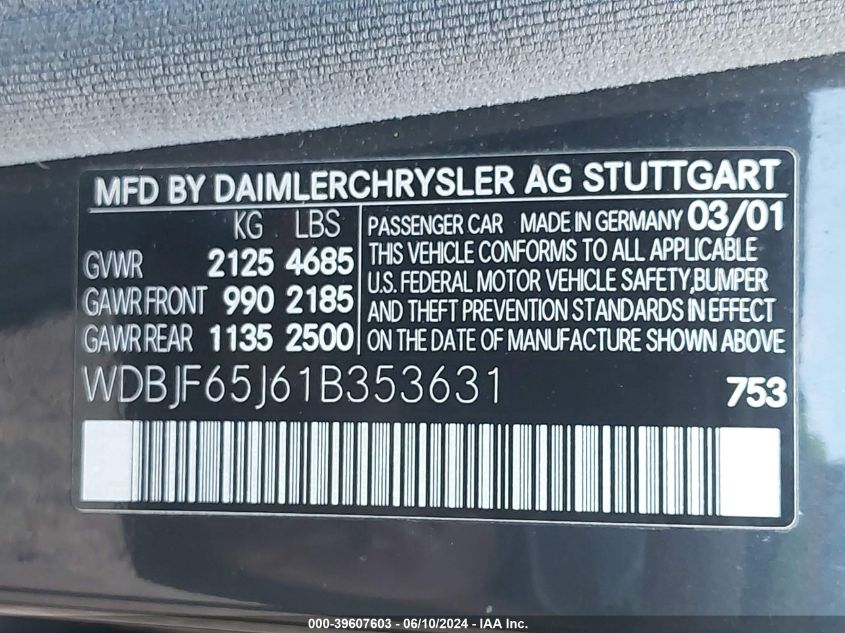 MFD BY DAIMLERCHRYSLER AG STUTTGART
KG LBS
GVWR 2125 4685
GAWR FRONT 990 2185
GAWR REAR 1135 2500
PASSENGER CAR MADE IN GERMANY 03/01
THIS VEHICLE CONFORMS TO ALL APPLICABLE
U.S. FEDERAL MOTOR VEHICLE SAFETY,BUMPER
AND THEFT PREVENTION STANDARDS IN EFFECT
ON THE DATE OF MANUFACTURE SHOWN ABOVE
WDBJF65J61B353631 753
000-39607603 - 06/10/2024 - IAA Inc.